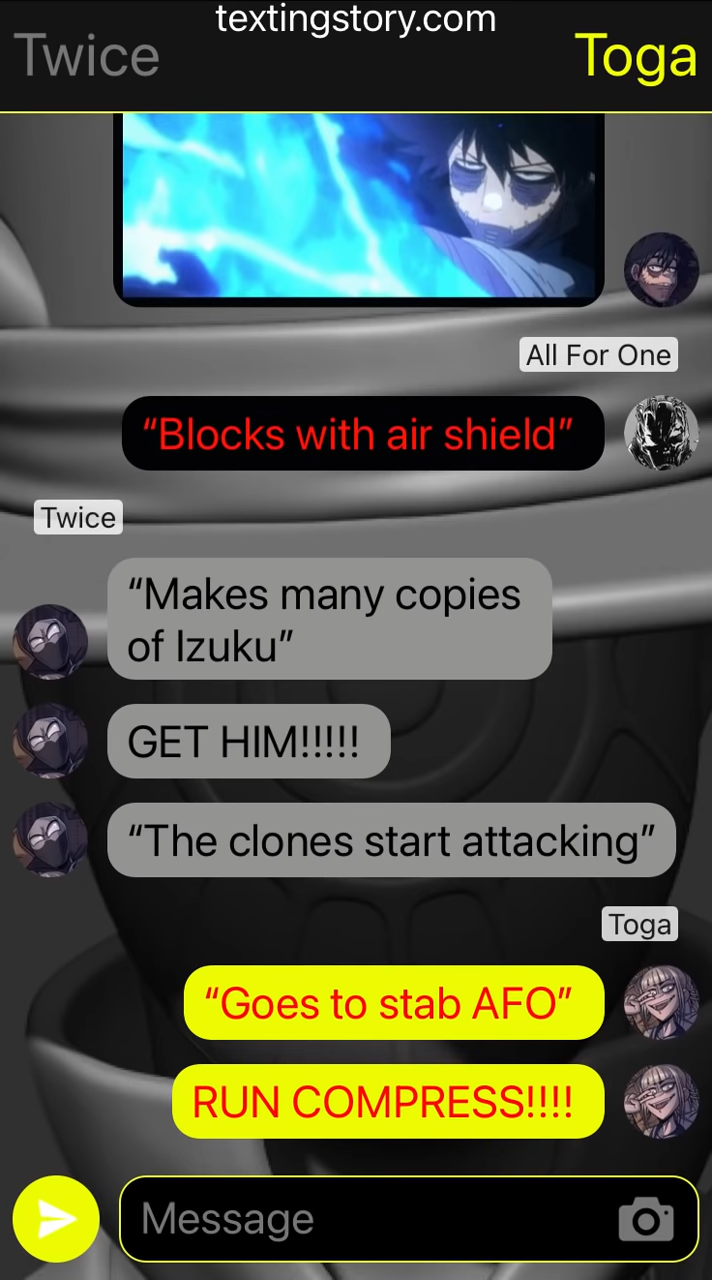 textingstory.com
Twice
Toga
All For One
“Blocks with air shield”
Twice
“Makes many copies
of Izuku”
GET HIM!!!!!
“The clones start attacking”
Toga
“Goes to stab AFO”
RUN COMPRESS!!!!
Message